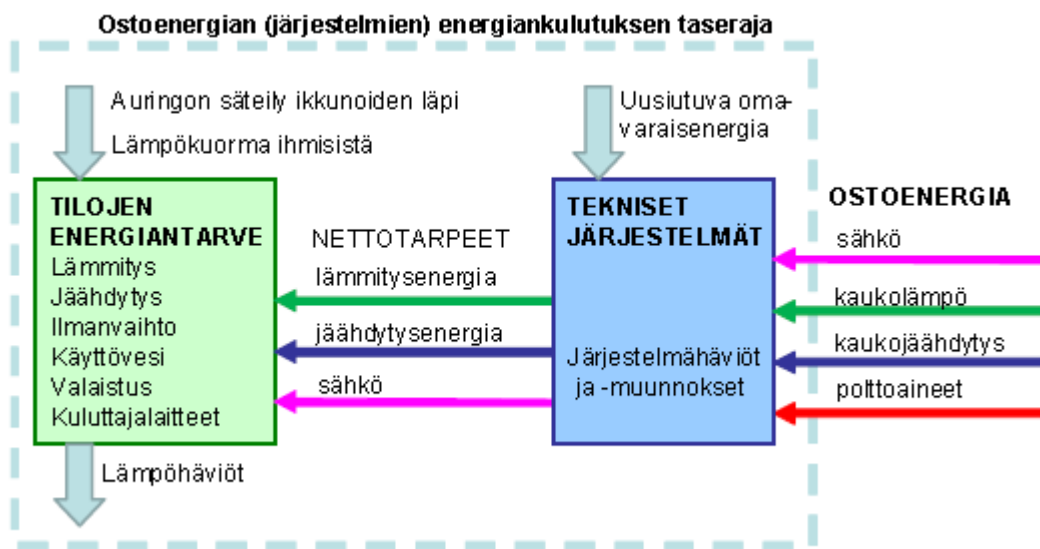 Ostoenergian (järjestelmien) energiankulutuksen taseraja
Auringon säteily ikkunoiden läpi
Lämpökuorma ihmisistä
Uusiutuva oma-
varaisenergia
TILOJEN
ENERGIANTARVE
Lämmitys
Jäähdytys
Ilmanvaihto
Käyttövesi
Valaistus
Kuluttajalaitteet
NETTOTARPEET
lämmitysenergia
jäähdytysenergia
sähkö
TEKNISET
JÄRJESTELMÄT
Järjestelmähäviöt
ja -muunnokset
OSTOENERGIA
sähkö
kaukolämpö
kaukojäähdytys
polttoaineet
Lämpöhäviöt